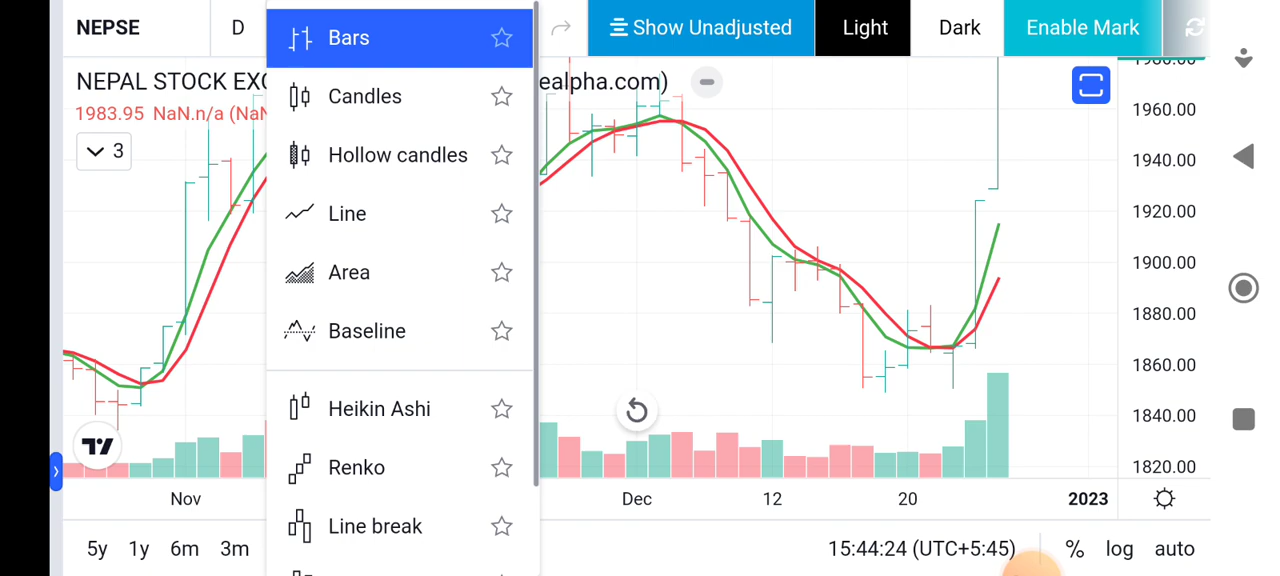 NEPSE
D
Show Unadjusted
Light
Dark
Enable Mark
NEPAL STOCK EXC
ealpha.com)
1983.95 NaN.n/a (NaN
3
Bars
Candles
Hollow candles
Line
Area
Baseline
Heikin Ashi
Renko
Line break
1980.00
1960.00
1940.00
1920.00
1900.00
1880.00
1860.00
1840.00
1820.00
Nov
Dec
12
20
2023
5y
1y
6m
3m
15:44:24 (UTC+5:45)
%
log
auto